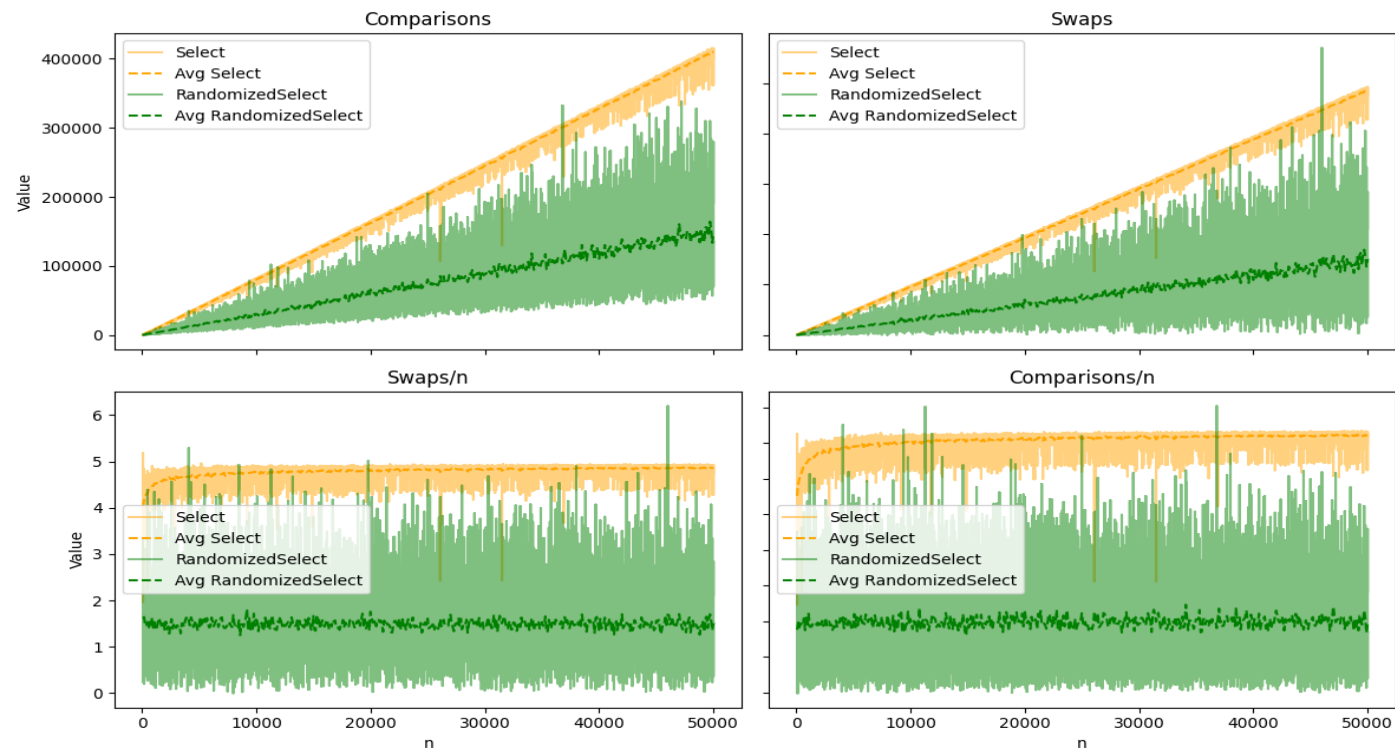 Comparisons
Value
400000
300000
200000
100000
0
Select
Avg Select
RandomizedSelect
Avg RandomizedSelect
Swaps
Select
Avg Select
RandomizedSelect
Avg RandomizedSelect
Swaps/n
Value
6
5
4
3
2
1
0
Select
Avg Select
RandomizedSelect
Avg RandomizedSelect
0 10000 20000 30000 40000 50000
n
Comparisons/n
Select
Avg Select
RandomizedSelect
Avg RandomizedSelect
0 10000 20000 30000 40000 50000
n